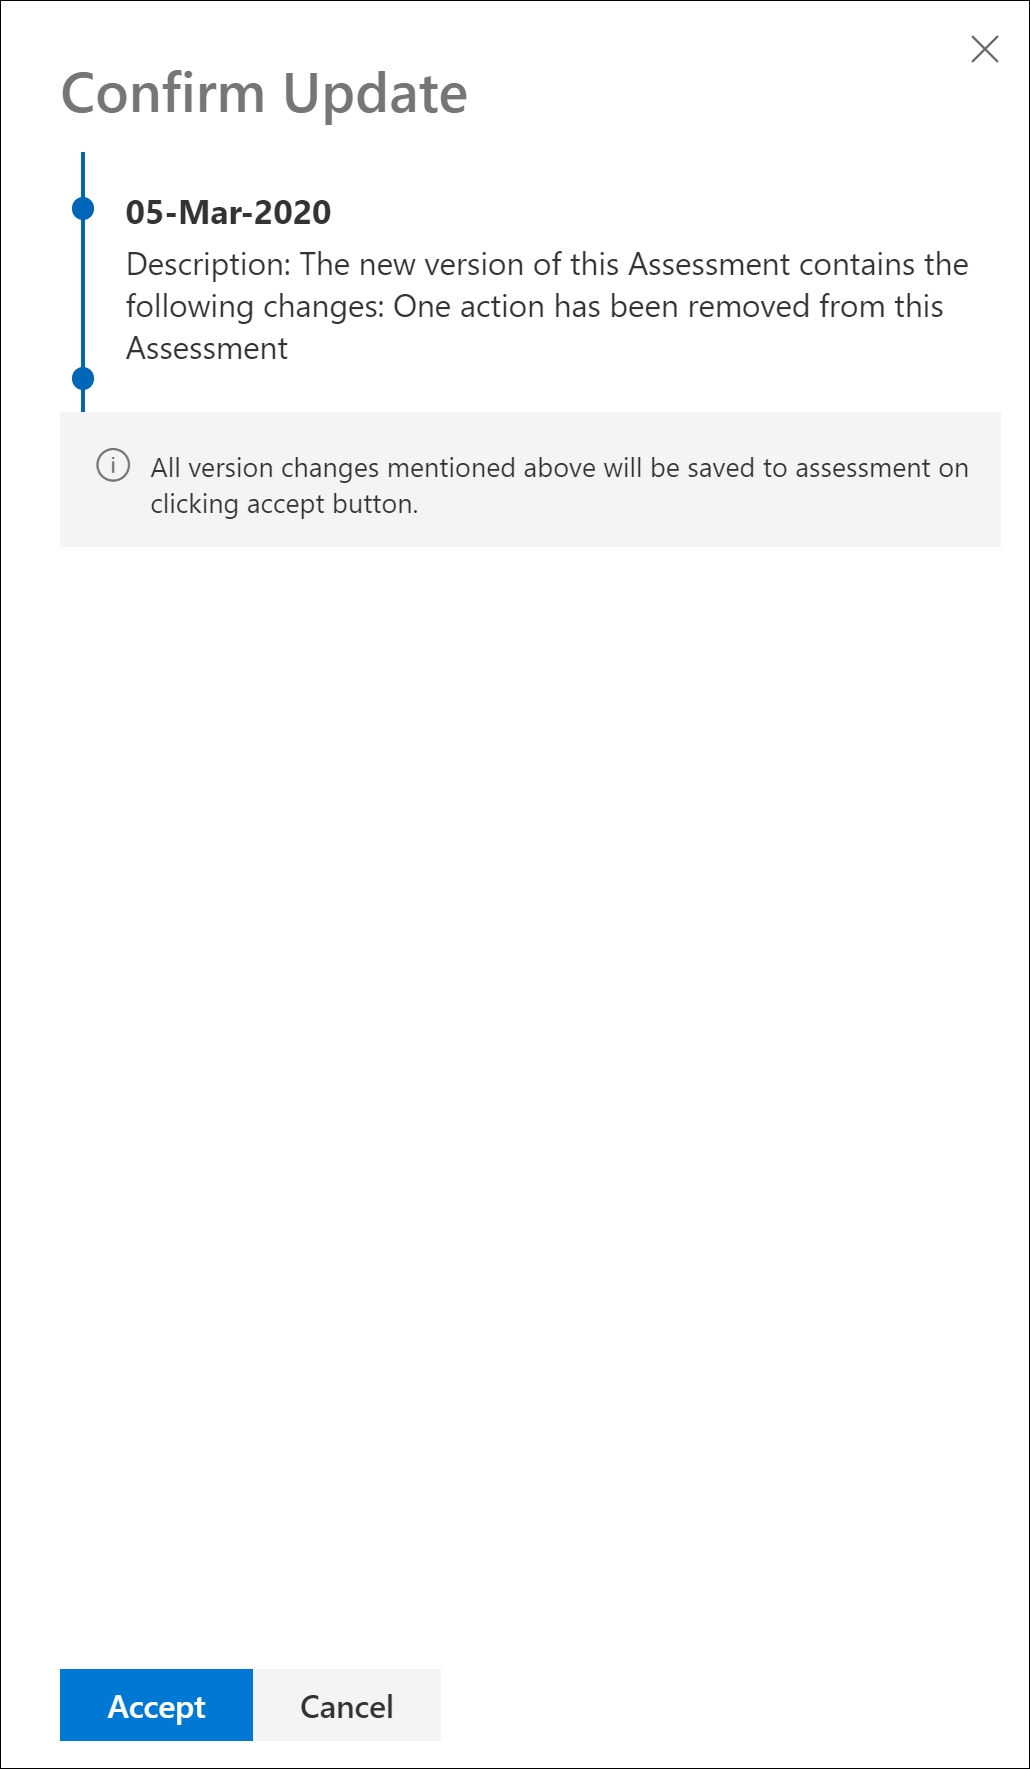 Confirm Update
05-Mar-2020
Description: The new version of this Assessment contains the
following changes: One action has been removed from this
Assessment
All version changes mentioned above will be saved to assessment on
clicking accept button.
Accept
Cancel